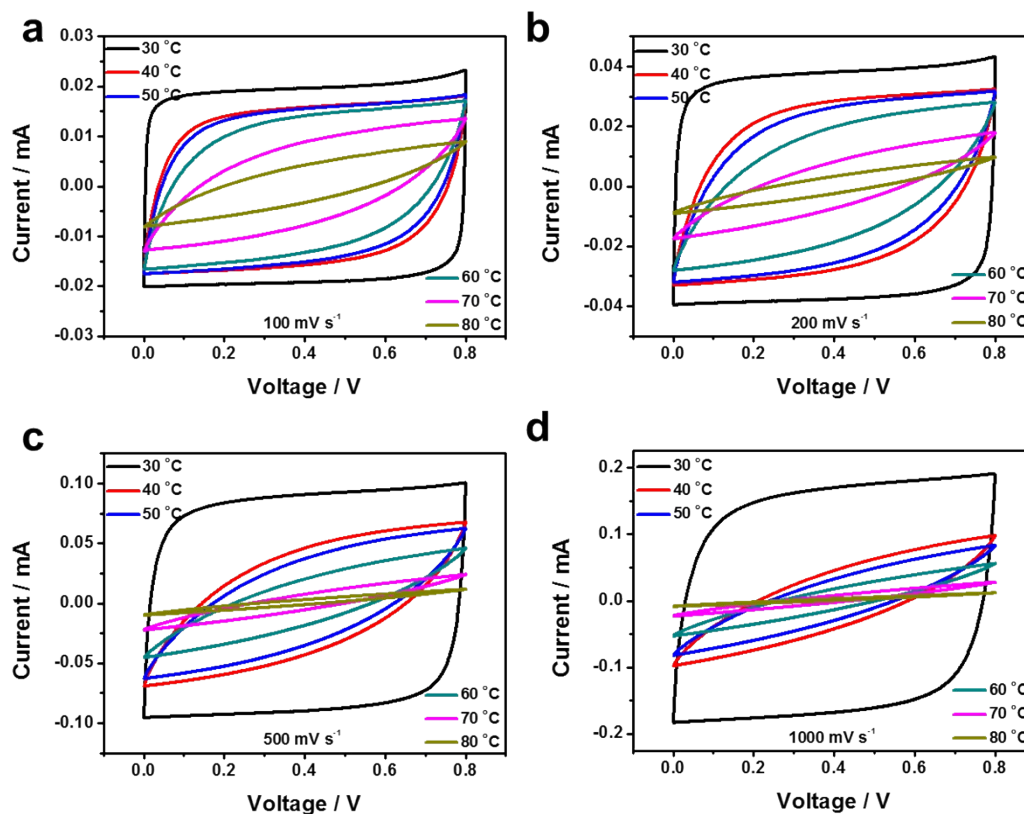 a
0.03
0.02
0.01
0.00
-0.01
-0.02
-0.03
Current / mA
30 °C
40 °C
50 °C
60 °C
70 °C
80 °C
100 mV s⁻¹
0.0 0.2 0.4 0.6 0.8
Voltage / V
b
0.04
0.02
0.00
-0.02
-0.04
Current / mA
30 °C
40 °C
50 °C
60 °C
70 °C
80 °C
200 mV s⁻¹
0.0 0.2 0.4 0.6 0.8
Voltage / V
c
0.10
0.05
0.00
-0.05
-0.10
Current / mA
30 °C
40 °C
50 °C
60 °C
70 °C
80 °C
500 mV s⁻¹
0.0 0.2 0.4 0.6 0.8
Voltage / V
d
0.2
0.1
0.0
-0.1
-0.2
Current / mA
30 °C
40 °C
50 °C
60 °C
70 °C
80 °C
1000 mV s⁻¹
0.0 0.2 0.4 0.6 0.8
Voltage / V